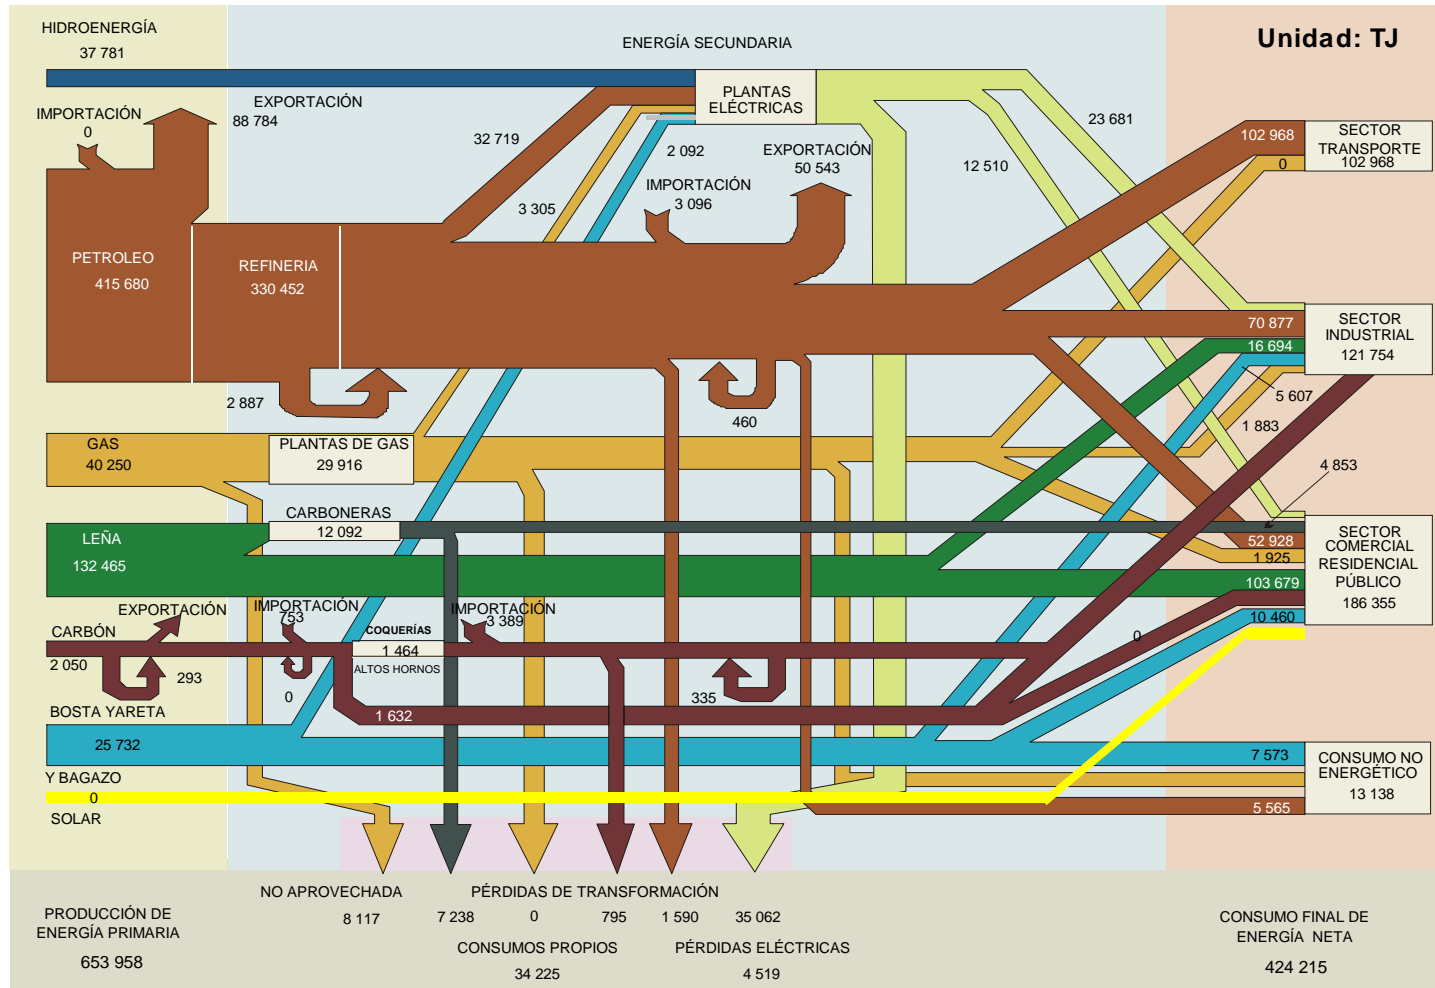 HIDROENERGÍA
37 781
ENERGÍA SECUNDARIA
Unidad: TJ
IMPORTACIÓN
0
EXPORTACIÓN
88 784
PLANTAS
ELÉCTRICAS
32 719
2 092
3 305
EXPORTACIÓN
50 543
IMPORTACIÓN
3 096
23 681
12 510
102 968
0
SECTOR
TRANSPORTE
102 968
PETROLEO
415 680
REFINERIA
330 452
70 877
16 694
SECTOR
INDUSTRIAL
121 754
2 887
460
5 607
1 883
GAS
40 250
PLANTAS DE GAS
29 916
4 853
CARBONERAS
12 092
LEÑA
132 465
52 928
1 925
103 679
10 460
SECTOR
COMERCIAL
RESIDENCIAL
PÚBLICO
186 355
EXPORTACIÓN
IMPORTACIÓN
753
IMPORTACIÓN
3 389
CARBÓN
2 050
293
0
COQUERÍAS
1 464
ALTOS HORNOS
335
0
1 632
BOSTA YARETA
25 732
Y BAGAZO
0
SOLAR
7 573
5 565
CONSUMO NO
ENERGÉTICO
13 138
NO APROVECHADA
8 117
PÉRDIDAS DE TRANSFORMACIÓN
7 238
0
795
1 590
35 062
CONSUMOS PROPIOS
34 225
PÉRDIDAS ELÉCTRICAS
4 519
PRODUCCIÓN DE
ENERGÍA PRIMARIA
653 958
CONSUMO FINAL DE
ENERGÍA NETA
424 215